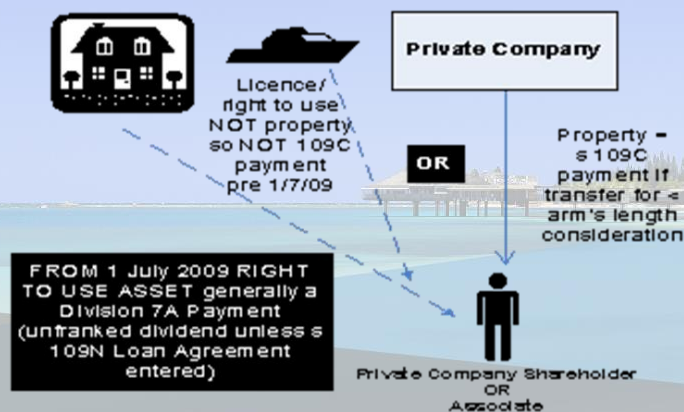 Private Company
Licence/
right to use
NOT property
so NOT 109C
payment
pre 1/7/09
OR
Property =
s 109C
payment if
transfer for <
arm's length
consideration
FROM 1 July 2009 RIGHT
TO USE ASSET generally a
Division 7A Payment
(unfranked dividend unless s
109N Loan Agreement
entered)
Private Company Shareholder
OR
Associate